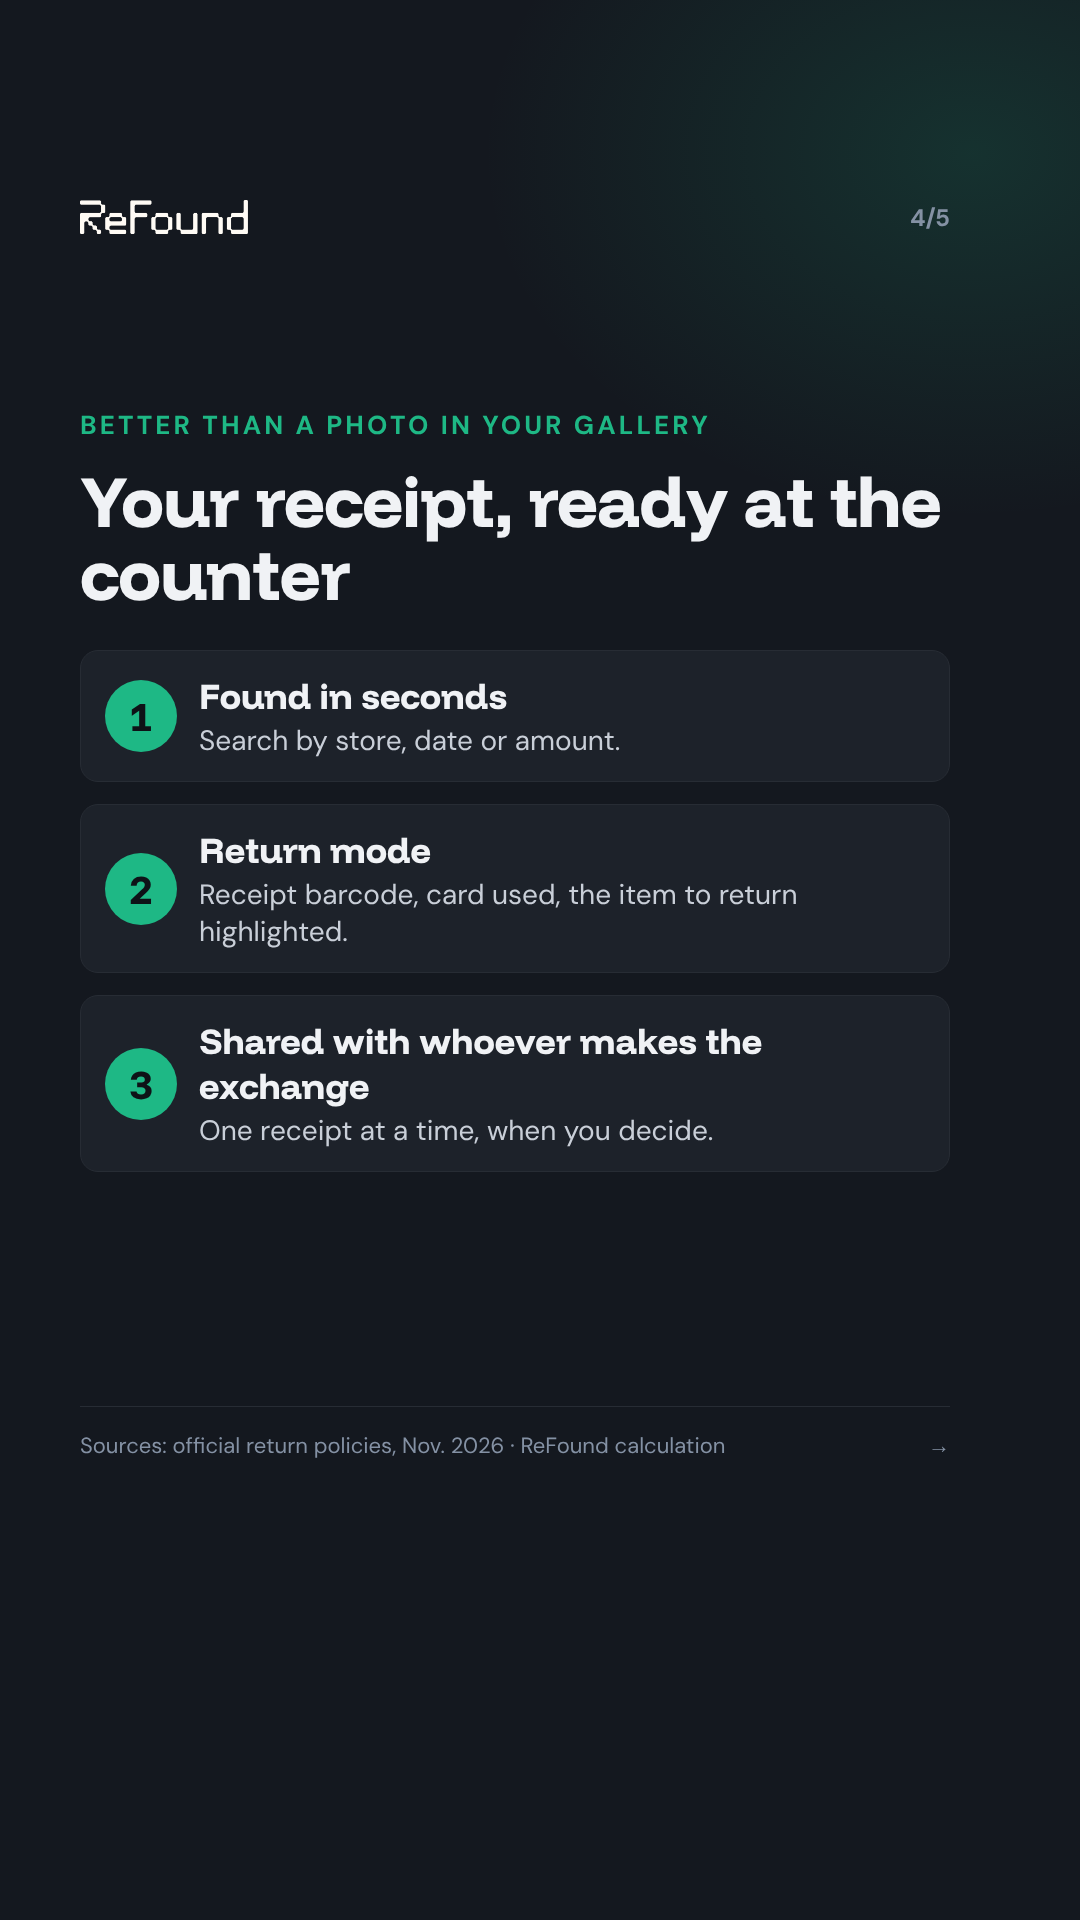 ReFound
4/5
BETTER THAN A PHOTO IN YOUR GALLERY
Your receipt, ready at the
counter
1
Found in seconds
Search by store, date or amount.
2
Return mode
Receipt barcode, card used, the item to return
highlighted.
3
Shared with whoever makes the
exchange
One receipt at a time, when you decide.
Sources: official return policies, Nov. 2026 · ReFound calculation →